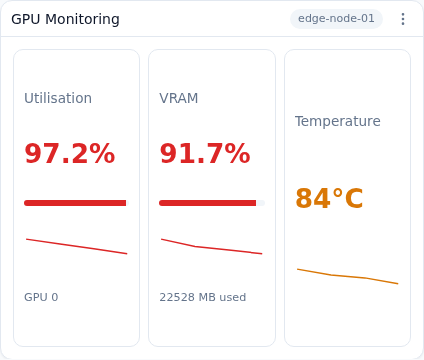 GPU Monitoring
edge-node-01
Utilisation
97.2%
GPU 0
VRAM
91.7%
22528 MB used
Temperature
84°C